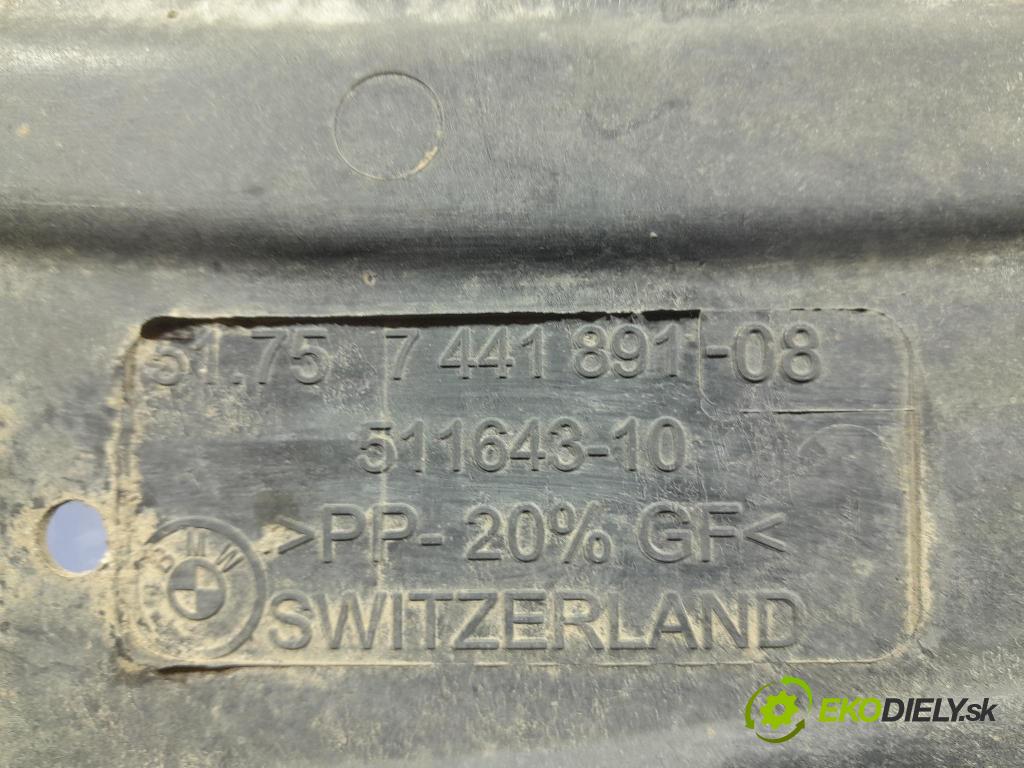 51.75 7 441 891-08
511643-10
>PP- 20% GF<
BMW
SWITZERLAND
EKODIELY.sk